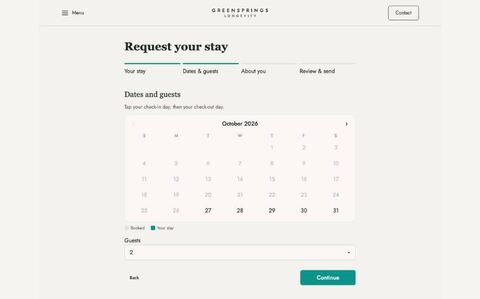 Menu
GREENSPRINGS
LONGEVITY
Contact
Request your stay
Your stay
Dates & guests
About you
Review & send
Dates and guests
Tap your check-in day, then your check-out day.
October 2026
S M T W T F S
1 2 3
4 5 6 7 8 9 10
11 12 13 14 15 16 17
18 19 20 21 22 23 24
25 26 27 28 29 30 31
Booked
Your stay
Guests
2
Back
Continue